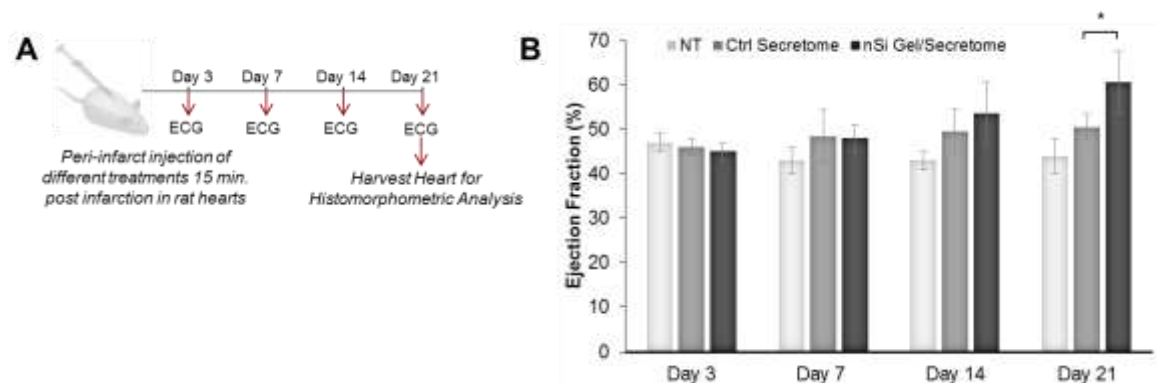 A
Day 3 Day 7 Day 14 Day 21
ECG ECG ECG ECG
Peri-infarct injection of
different treatments 15 min.
post infarction in rat hearts
Harvest Heart for
Histomorphometric Analysis
B
*
NT Ctrl Secretome nSi Gel/Secretome
Ejection Fraction (%)
70
60
50
40
30
20
10
0
Day 3 Day 7 Day 14 Day 21